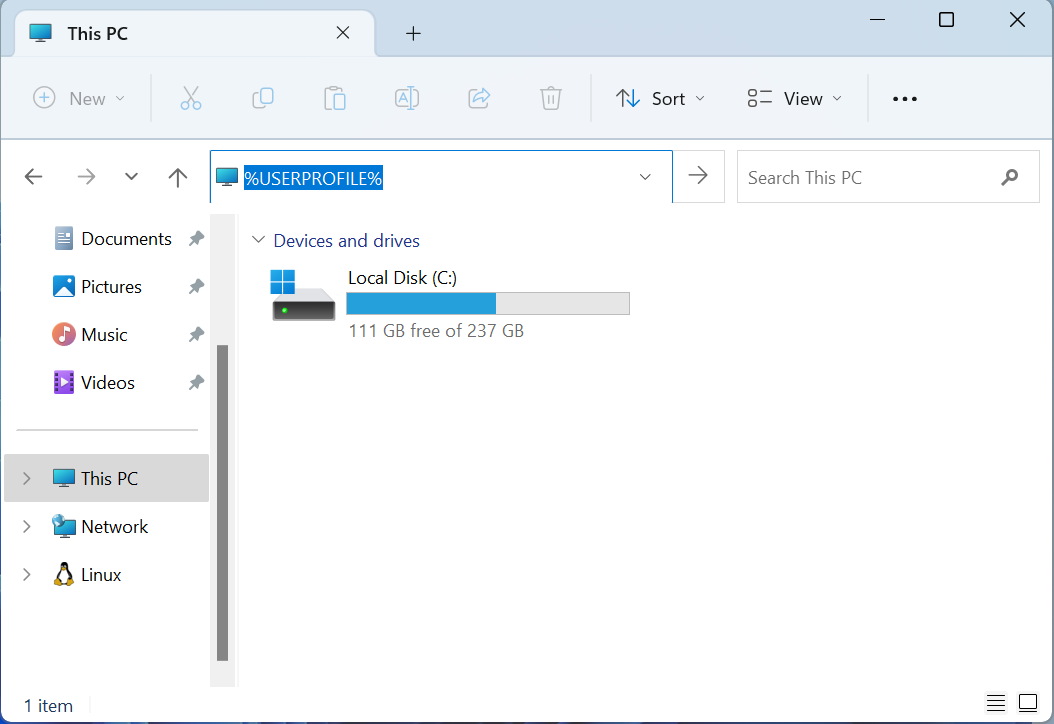 This PC
New
Sort
View
%USERPROFILE%
Search This PC
Documents
Pictures
Music
Videos
This PC
Network
Linux
Devices and drives
Local Disk (C:)
111 GB free of 237 GB
1 item